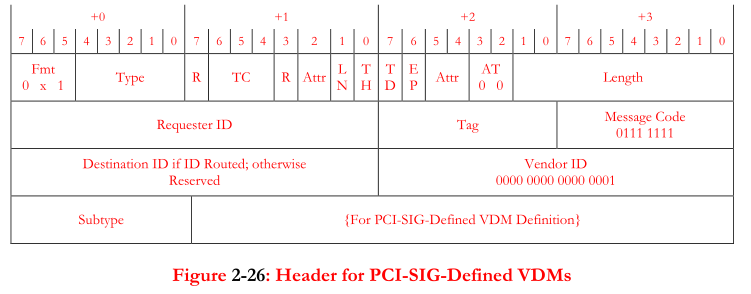 +0 +1 +2 +3
7 6 5 4 3 2 1 0 7 6 5 4 3 2 1 0 7 6 5 4 3 2 1 0 7 6 5 4 3 2 1 0
Fmt
0 x 1
Type
R
TC
R
Attr
L
N
T
H
T
D
E
P
Attr
AT
0 0
Length
Requester ID
Tag
Message Code
0111 1111
Destination ID if ID Routed; otherwise
Reserved
Vendor ID
0000 0000 0000 0001
Subtype
{For PCI-SIG-Defined VDM Definition}
Figure 2-26: Header for PCI-SIG-Defined VDMs